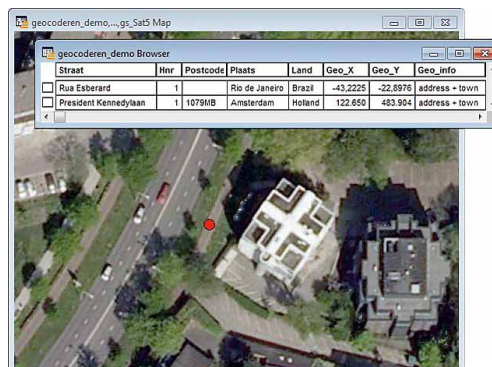 geocoderen_demo,...,gs_Sat5 Map
geocoderen_demo Browser
Straat Hnr Postcode Plaats Land Geo_X Geo_Y Geo_info
Rua Esberard 1 Rio de Janeiro Brazil -43,2225 -22,8976 address + town
President Kennedylaan 1 1079MB Amsterdam Holland 122.650 483.904 address + town